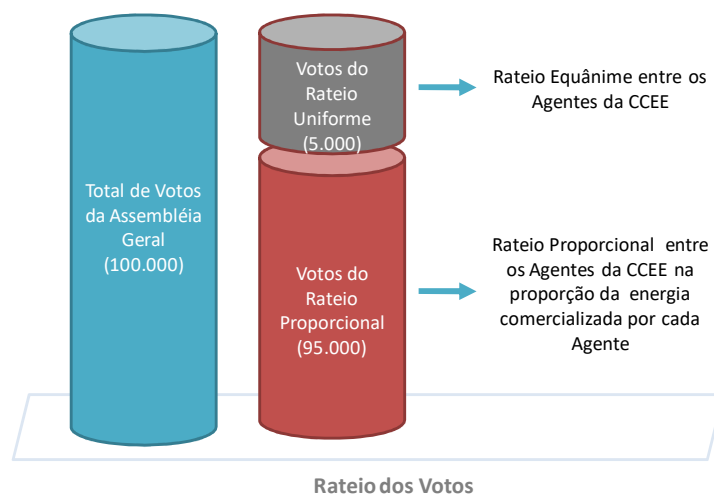 Total de Votos
da Assembléia
Geral
(100.000)
Votos do
Rateio
Uniforme
(5.000)
Rateio Equânime entre os
Agentes da CCEE
Votos do
Rateio
Proporcional
(95.000)
Rateio Proporcional entre
os Agentes da CCEE na
proporção da energia
comercializada por cada
Agente
Rateio dos Votos